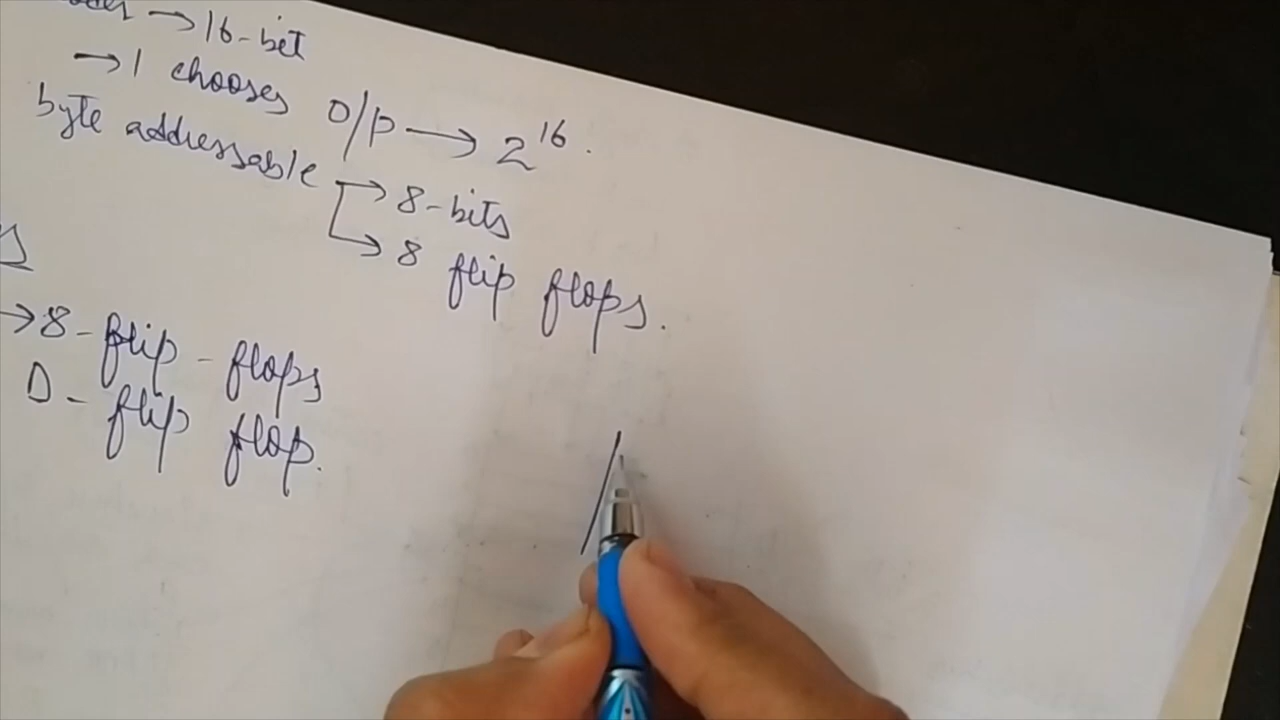 → 16-bit
→ 1 chooses O/p → 2^16.
byte addressable → 8-bits
→ 8 flip flops.
→ 8-flip-flops
D-flip flop.